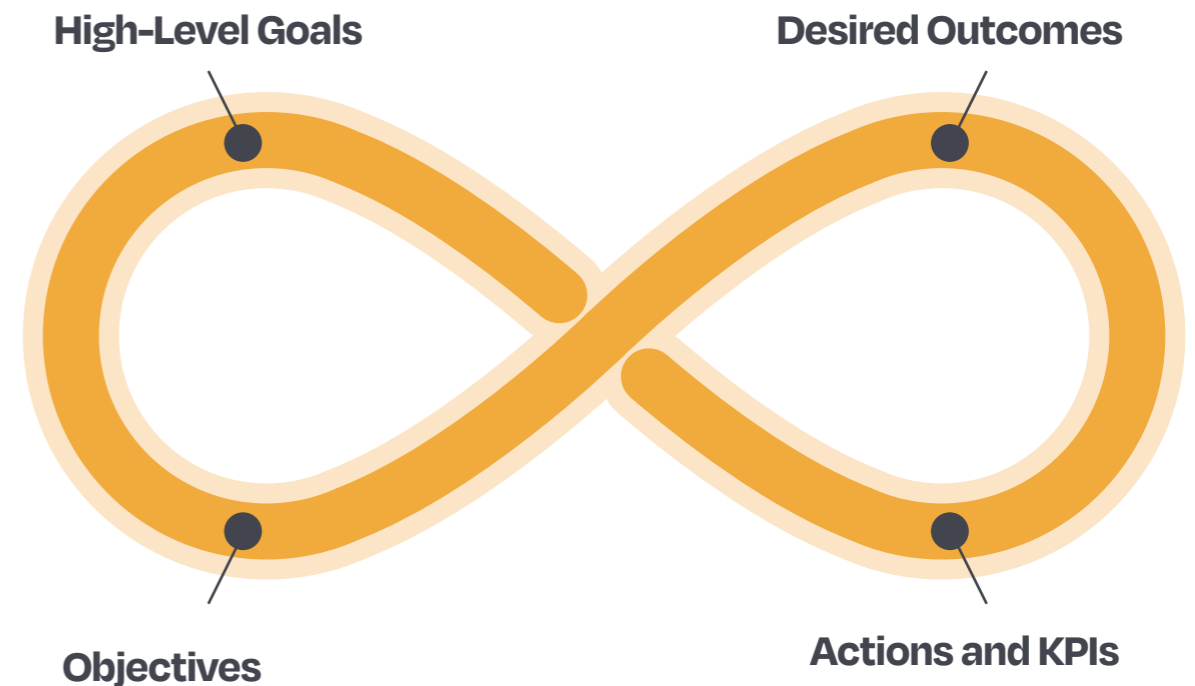 High-Level Goals
Desired Outcomes
Objectives
Actions and KPIs